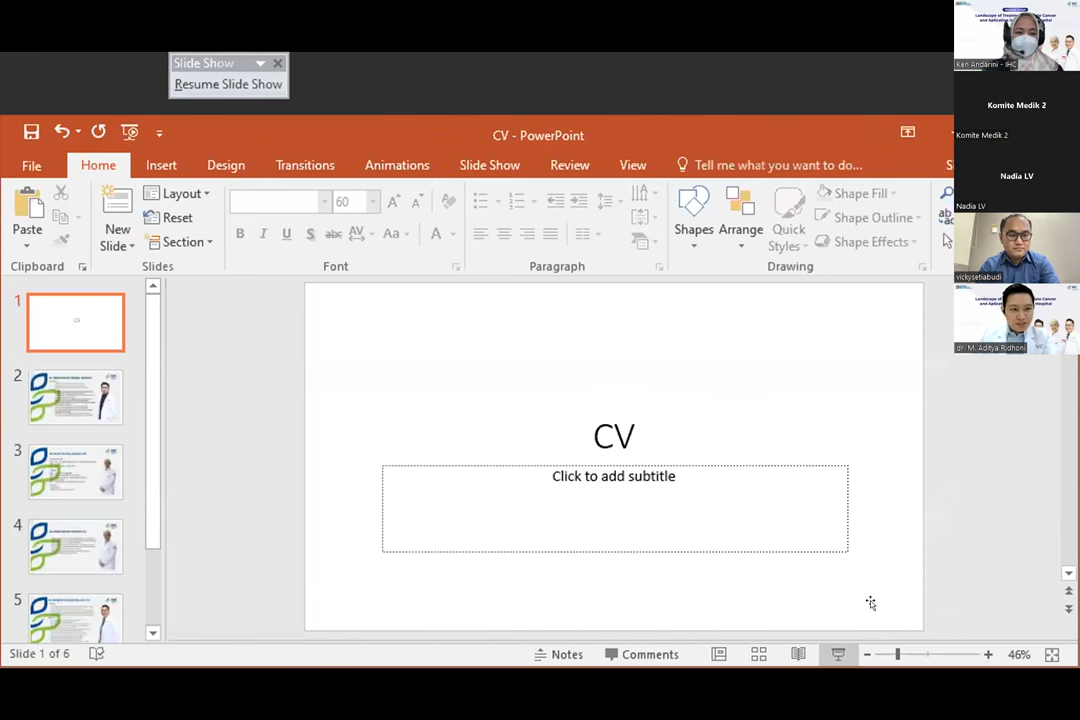 Slide Show
Resume Slide Show
CV - PowerPoint
File
Home
Insert
Design
Transitions
Animations
Slide Show
Review
View
Tell me what you want to do...
Paste
Clipboard
New
Slide
Layout
Reset
Section
Slides
60
B I U S abc AV Aa A
Font
Paragraph
Shapes
Arrange
Quick
Styles
Shape Fill
Shape Outline
Shape Effects
Drawing
1
CV
2
3
4
5
CV
Click to add subtitle
Slide 1 of 6
Notes
Comments
46%
Ken Andarini - IHC
Komite Medik 2
Komite Medik 2
Nadia LV
Nadia LV
vickysetiabudi
dr. M. Aditya Ridhoni